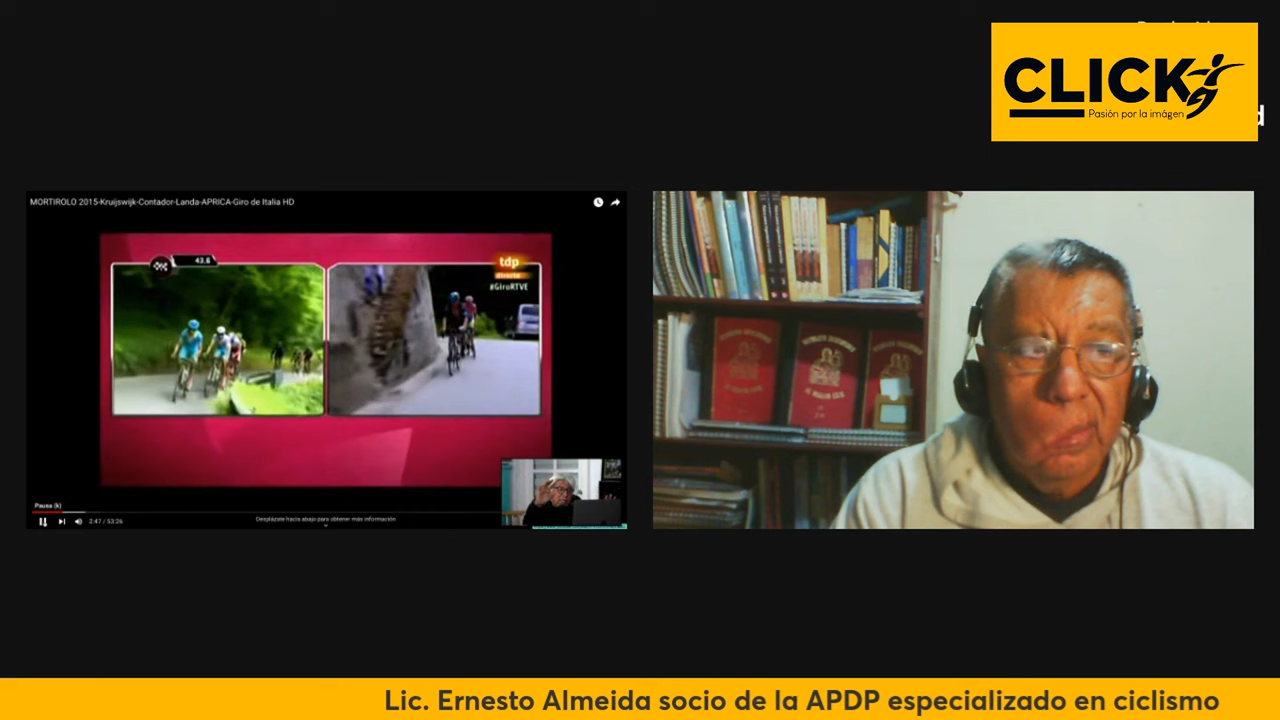 CLICK
Pasión por la imágen
d
MORTIROLO 2015-Kruijswijk-Contador-Landa-APRICA-Giro de Italia HD
43.6
tdp
directo
#GiroRTVE
Pausa (k)
2:47 / 53:26
Desplázate hacia abajo para obtener más información
Lic. Ernesto Almeida socio de la APDP especializado en ciclismo